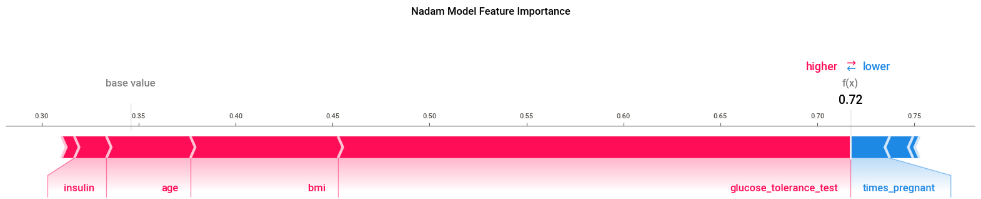 Nadam Model Feature Importance
higher ⇄ lower
base value f(x)
0.72
0.30 0.35 0.40 0.45 0.50 0.55 0.60 0.65 0.70 0.75
insulin age bmi glucose_tolerance_test times_pregnant